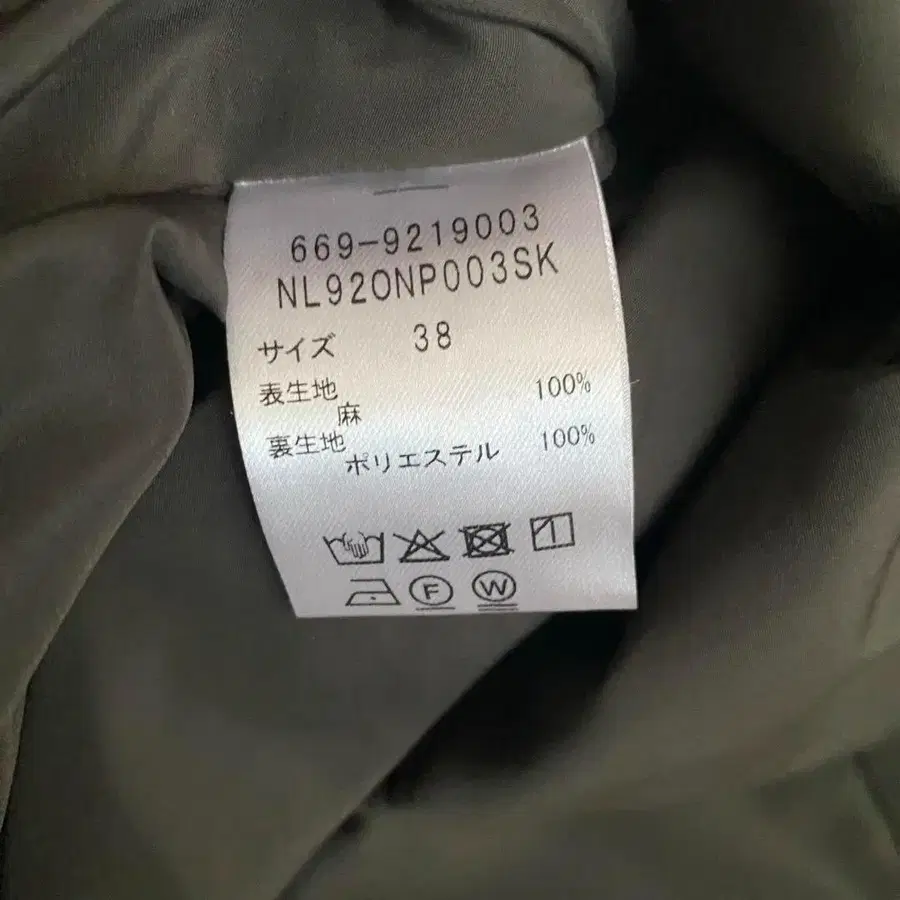 669-9219003
NL920NP003SK
サイズ 38
表生地 100%
麻
裏生地 100%
ポリエステル
F W